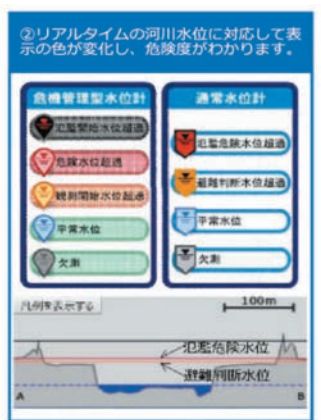 ②リアルタイムの河川水位に対応して表
示の色が変化し、危険度がわかります。
危機管理型水位計
氾濫開始水位超過
危険水位超過
観測開始水位超過
平常水位
欠測
通常水位計
氾濫危険水位超過
避難判断水位超過
平常水位
欠測
凡例を表示する
100m
氾濫危険水位
避難判断水位
A
B